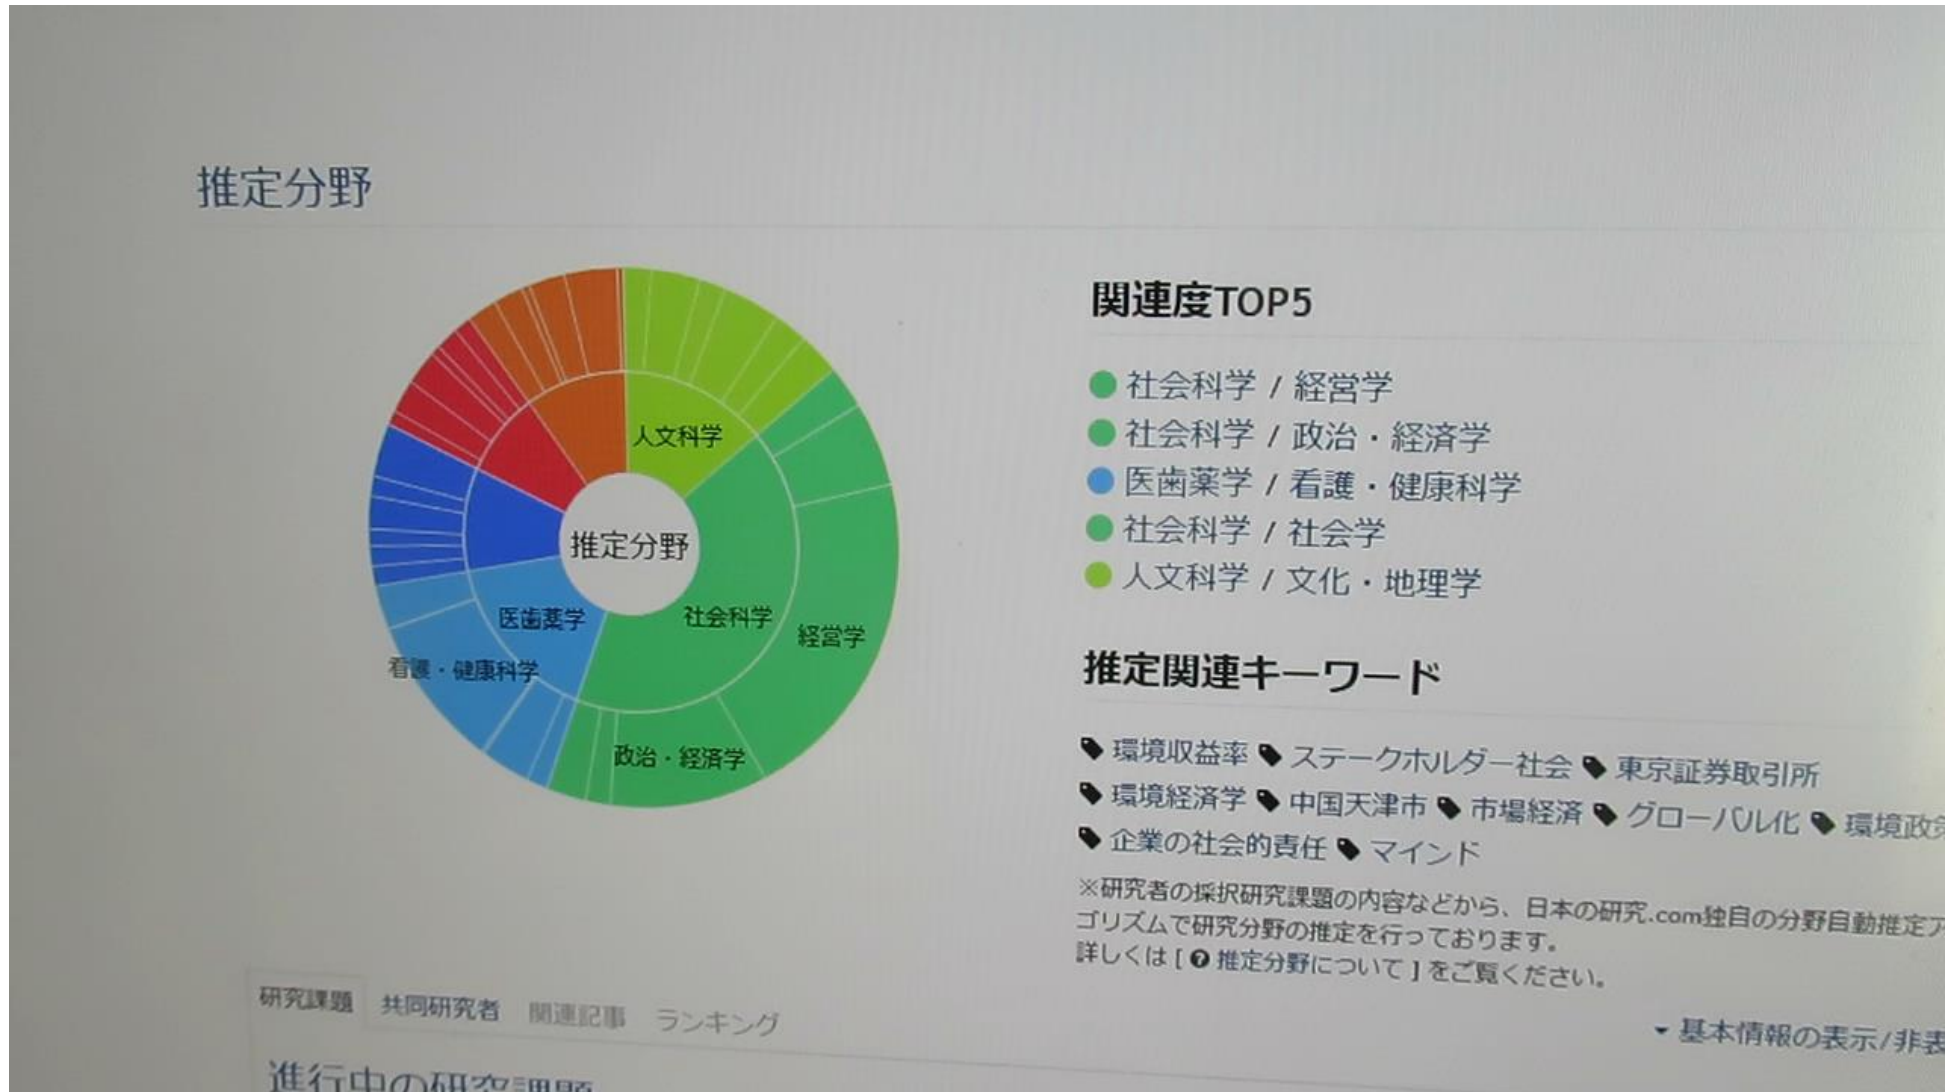 推定分野
人文科学
推定分野
医歯薬学
社会科学
経営学
看護・健康科学
政治・経済学
関連度TOP5
社会科学 / 経営学
社会科学 / 政治・経済学
医歯薬学 / 看護・健康科学
社会科学 / 社会学
人文科学 / 文化・地理学
推定関連キーワード
環境収益率 ステークホルダー社会 東京証券取引所
環境経済学 中国天津市 市場経済 グローバル化 環境政
企業の社会的責任 マインド
※研究者の採択研究課題の内容などから、日本の研究.com独自の分野自動推定ア
ゴリズムで研究分野の推定を行っております。
詳しくは [ 推定分野について ] をご覧ください。
研究課題 共同研究者 関連記事 ランキング
基本情報の表示/非表
進行中の研究課題